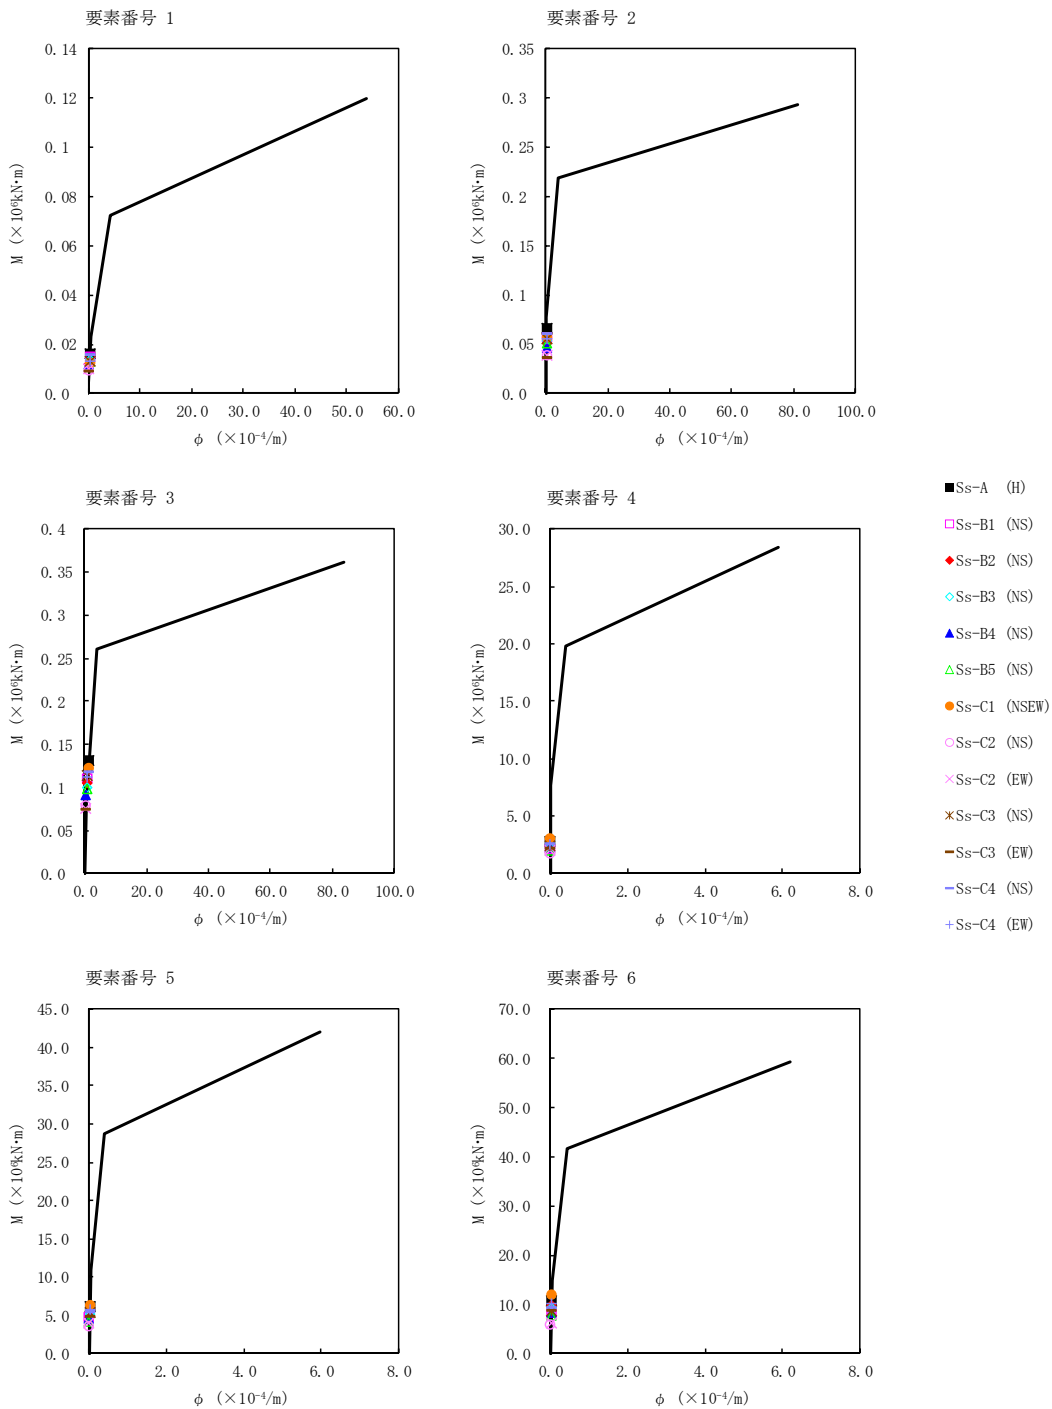 要素番号 1
0.14
0.12
0.1
0.08
0.06
0.04
0.02
0.0
M (×10⁶kN・m)
0.0 10.0 20.0 30.0 40.0 50.0 60.0
φ (×10⁻⁴/m)
要素番号 2
0.35
0.3
0.25
0.2
0.15
0.1
0.05
0.0
M (×10⁶kN・m)
0.0 20.0 40.0 60.0 80.0 100.0
φ (×10⁻⁴/m)
要素番号 3
0.4
0.35
0.3
0.25
0.2
0.15
0.1
0.05
0.0
M (×10⁶kN・m)
0.0 20.0 40.0 60.0 80.0 100.0
φ (×10⁻⁴/m)
要素番号 4
30.0
25.0
20.0
15.0
10.0
5.0
0.0
M (×10⁶kN・m)
0.0 2.0 4.0 6.0 8.0
φ (×10⁻⁴/m)
Ss-A (H)
Ss-B1 (NS)
Ss-B2 (NS)
Ss-B3 (NS)
Ss-B4 (NS)
Ss-B5 (NS)
Ss-C1 (NSEW)
Ss-C2 (NS)
Ss-C2 (EW)
Ss-C3 (NS)
Ss-C3 (EW)
Ss-C4 (NS)
Ss-C4 (EW)
要素番号 5
45.0
40.0
35.0
30.0
25.0
20.0
15.0
10.0
5.0
0.0
M (×10⁶kN・m)
0.0 2.0 4.0 6.0 8.0
φ (×10⁻⁴/m)
要素番号 6
70.0
60.0
50.0
40.0
30.0
20.0
10.0
0.0
M (×10⁶kN・m)
0.0 2.0 4.0 6.0 8.0
φ (×10⁻⁴/m)